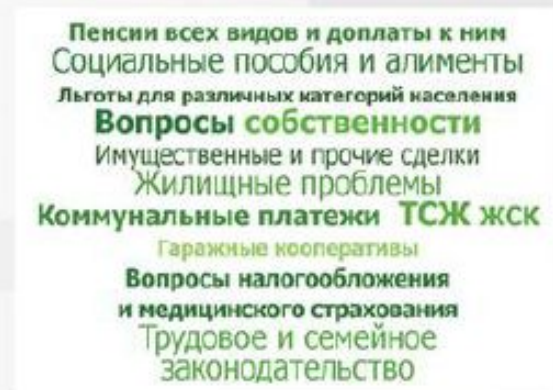 Пенсии всех видов и доплаты к ним
Социальные пособия и алименты
Льготы для различных категорий населения
Вопросы собственности
Имущественные и прочие сделки
Жилищные проблемы
Коммунальные платежи ТСЖ ЖСК
Гаражные кооперативы
Вопросы налогообложения
и медицинского страхования
Трудовое и семейное
законодательство